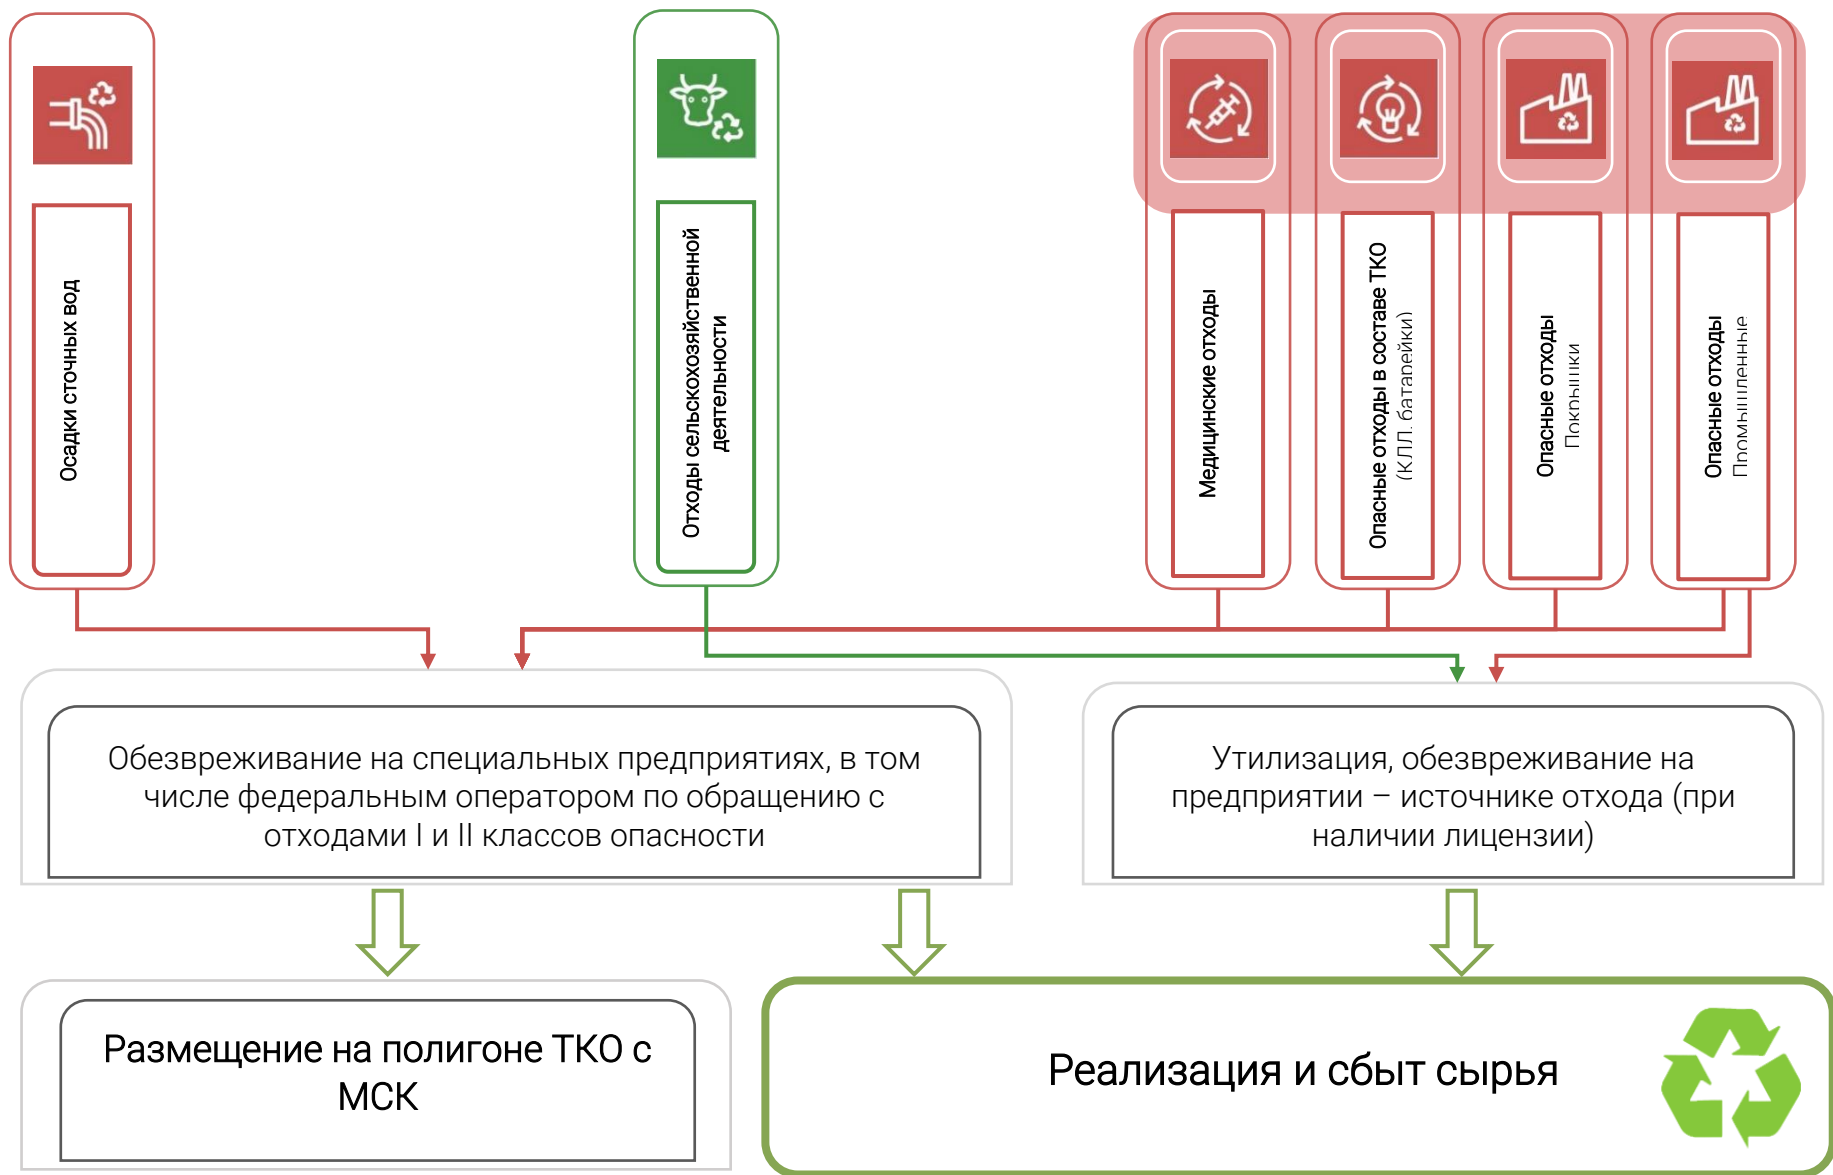 Осадки сточных вод
Отходы сельскохозяйственной
деятельности
Медицинские отходы
Опасные отходы в составе ТКО
(КЛЛ, батарейки)
Опасные отходы
Покрышки
Опасные отходы
Промышленные
Обезвреживание на специальных предприятиях, в том
числе федеральным оператором по обращению с
отходами I и II классов опасности
Утилизация, обезвреживание на
предприятии – источнике отхода (при
наличии лицензии)
Размещение на полигоне ТКО с
МСК
Реализация и сбыт сырья